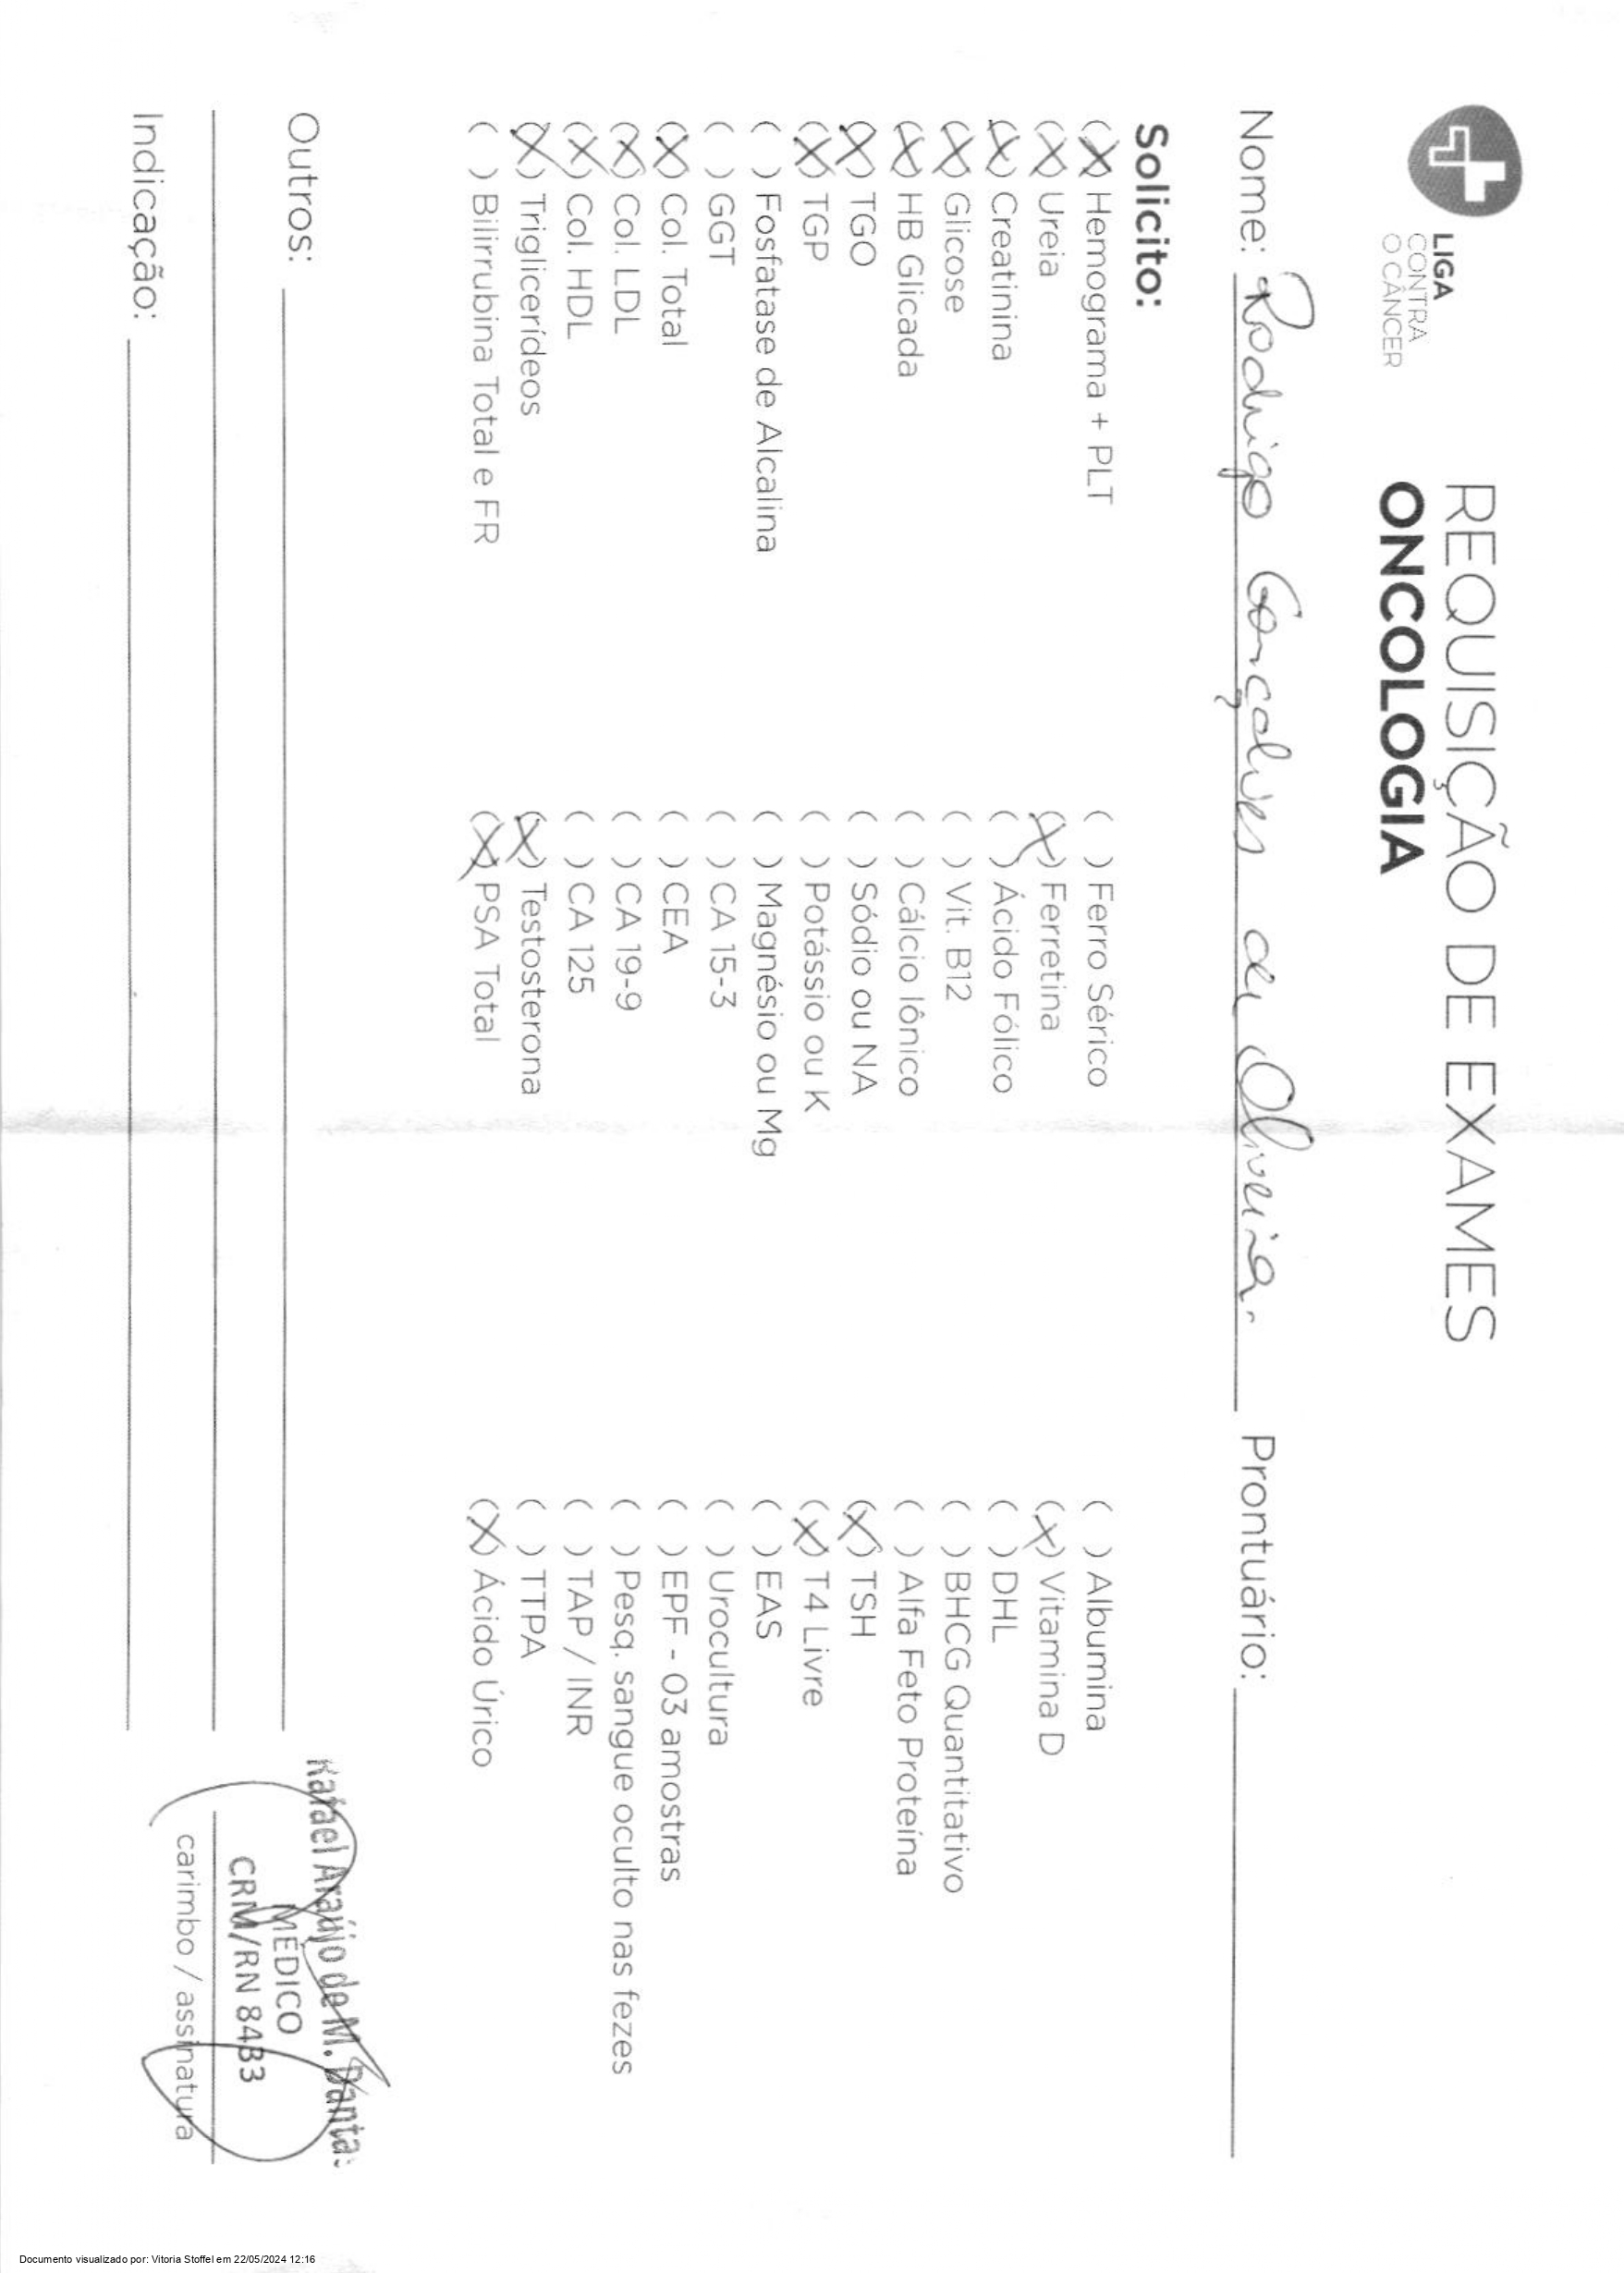 LIGA
CONTRA
O CÂNCER
REQUISIÇÃO DE EXAMES
ONCOLOGIA
Nome: Rodrigo Gonçalves de Oliveira. Prontuário:
Solicito:
(X) Hemograma + PLT
(X) Ureia
(X) Creatinina
(X) Glicose
(X) HB Glicada
(X) TGO
(X) TGP
( ) Fosfatase de Alcalina
( ) GGT
(X) Col. Total
(X) Col. LDL
(X) Col. HDL
(X) Triglicerídeos
( ) Bilirrubina Total e FR
( ) Ferro Sérico
(X) Ferretina
( ) Ácido Fólico
( ) Vit. B12
( ) Cálcio Iônico
( ) Sódio ou NA
( ) Potássio ou K
( ) Magnésio ou Mg
( ) CA 15-3
( ) CEA
( ) CA 19-9
( ) CA 125
(X) Testosterona
(X) PSA Total
( ) Albumina
(X) Vitamina D
( ) DHL
( ) BHCG Quantitativo
( ) Alfa Feto Proteína
(X) TSH
(X) T4 Livre
( ) EAS
( ) Urocultura
( ) EPF - 03 amostras
( ) Pesq. sangue oculto nas fezes
( ) TAP / INR
( ) TTPA
(X) Ácido Úrico
Outros:
Indicação:
Rafael Araújo de M. Dantas
MÉDICO
CRM/RN 8433
carimbo / assinatura
Documento visualizado por: Vitoria Stoffel em 22/05/2024 12:16